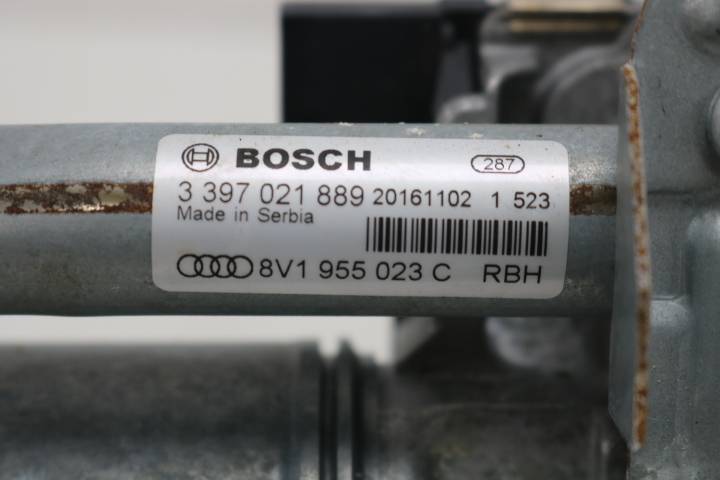 BOSCH 287
3 397 021 889 20161102 1 523
Made in Serbia
8V1 955 023 C RBH